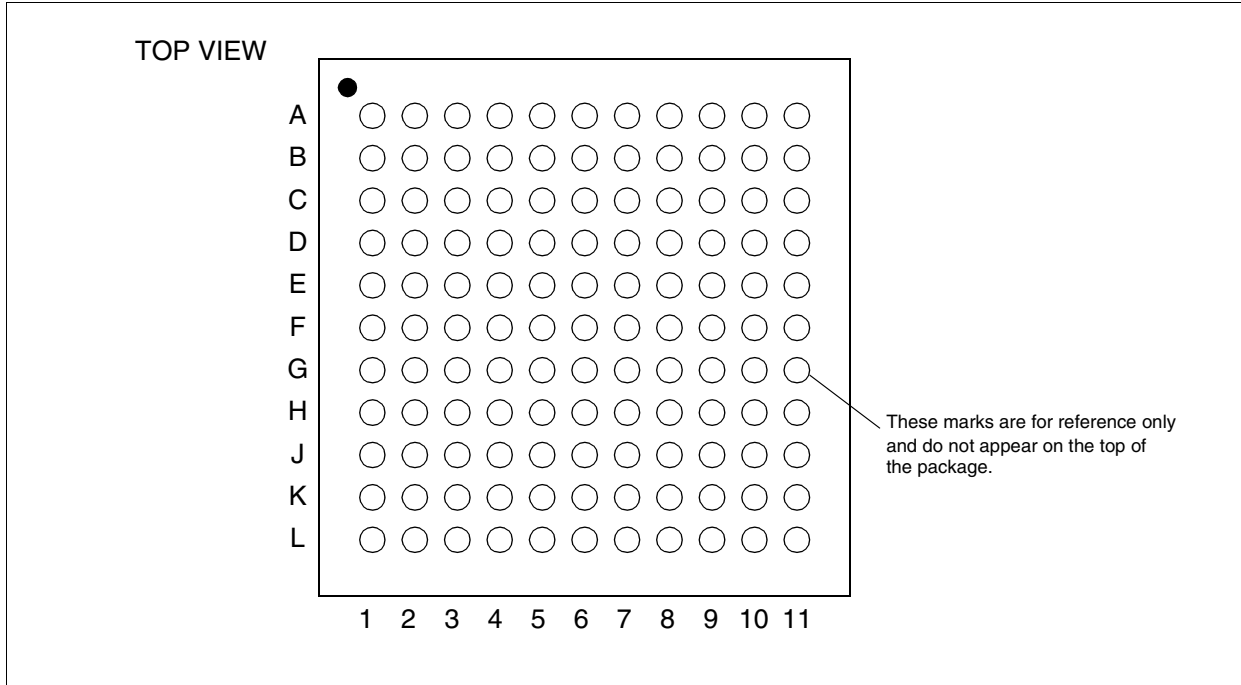 TOP VIEW
A
B
C
D
E
F
G
H
J
K
L
These marks are for reference only
and do not appear on the top of
the package.
1 2 3 4 5 6 7 8 9 10 11